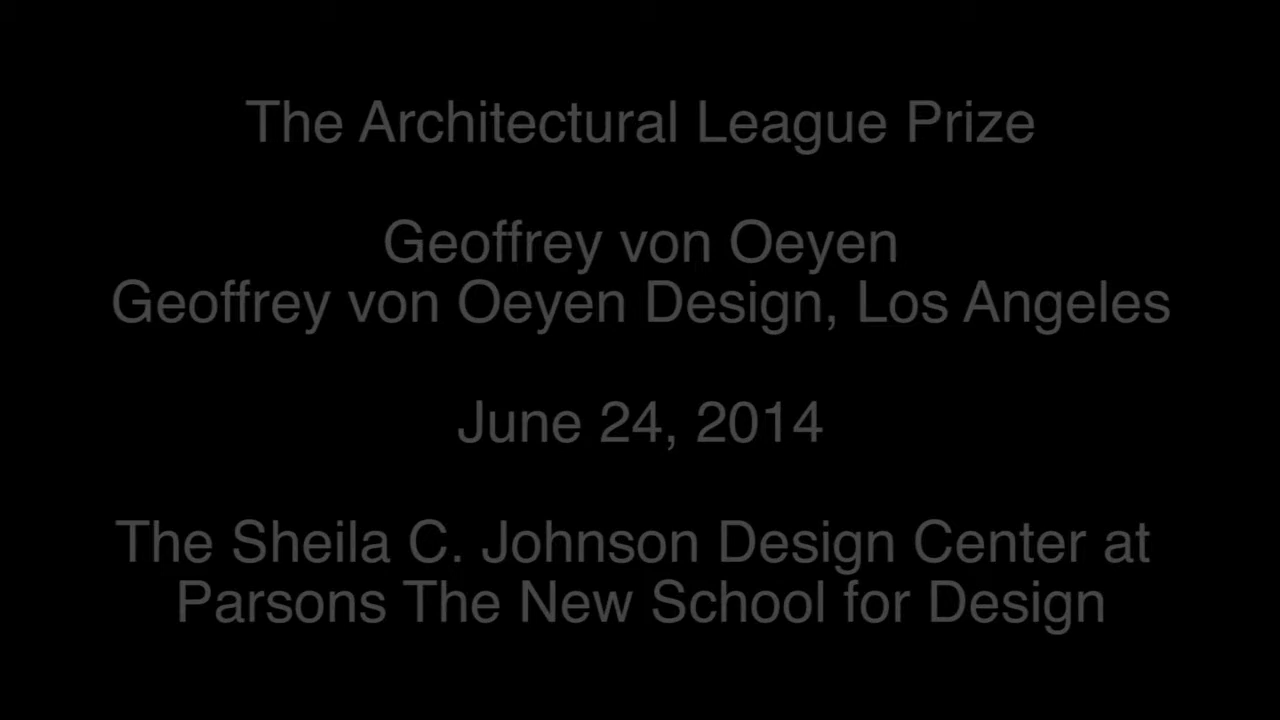 The Architectural League Prize
Geoffrey von Oeyen
Geoffrey von Oeyen Design, Los Angeles
June 24, 2014
The Sheila C. Johnson Design Center at
Parsons The New School for Design